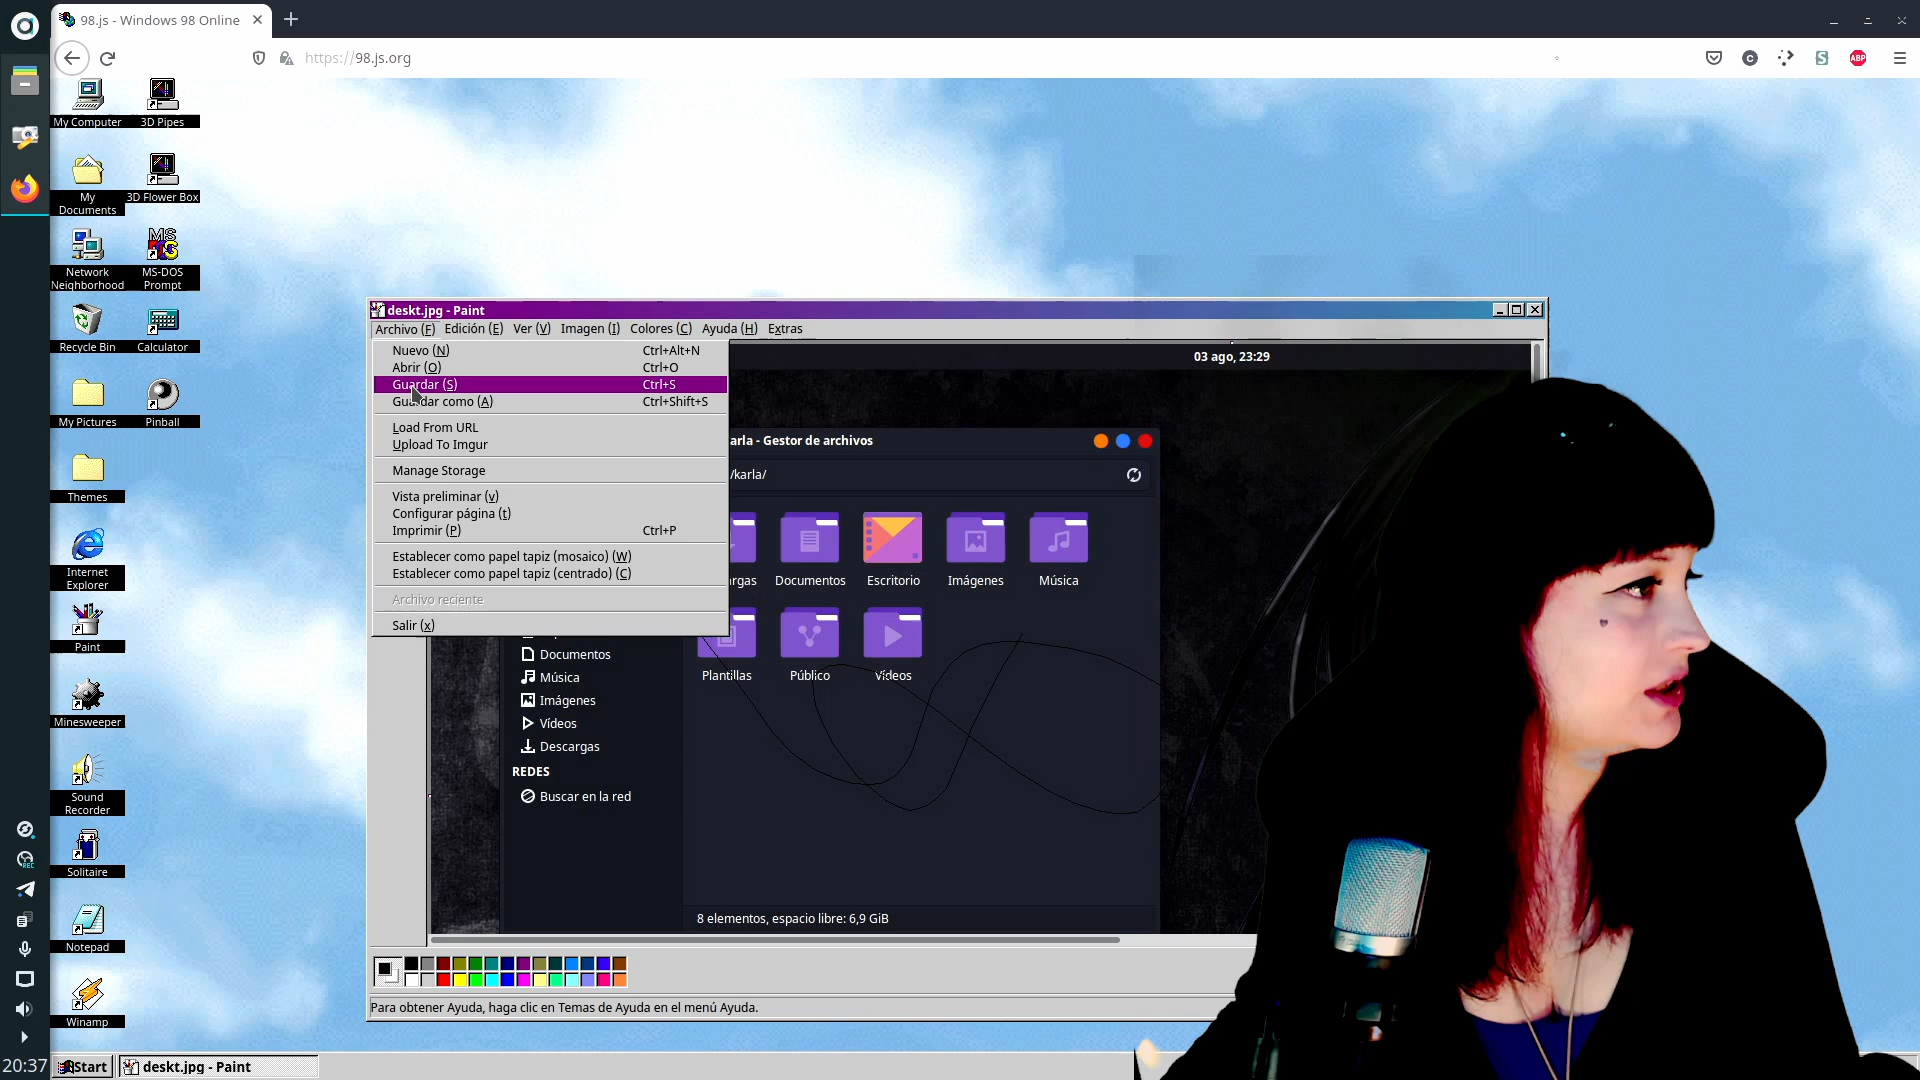 98.js - Windows 98 Online
https://98.js.org
ABP
My Computer
3D Pipes
My Documents
3D Flower Box
Network Neighborhood
MS-DOS Prompt
Recycle Bin
Calculator
My Pictures
Pinball
Themes
Internet Explorer
Paint
Minesweeper
Sound Recorder
Solitaire
Notepad
Winamp
deskt.jpg - Paint
Archivo (F) Edición (E) Ver (V) Imagen (I) Colores (C) Ayuda (H) Extras
Nuevo (N) Ctrl+Alt+N
Abrir (O) Ctrl+O
Guardar (S) Ctrl+S
Guardar como (A) Ctrl+Shift+S
Load From URL
Upload To Imgur
Manage Storage
Vista preliminar (v)
Configurar página (t)
Imprimir (P) Ctrl+P
Establecer como papel tapiz (mosaico) (W)
Establecer como papel tapiz (centrado) (C)
Archivo reciente
Salir (x)
03 ago, 23:29
arla - Gestor de archivos
/karla/
rgas Documentos Escritorio Imágenes Música
Plantillas Público Vídeos
Documentos
Música
Imágenes
Vídeos
Descargas
REDES
Buscar en la red
8 elementos, espacio libre: 6,9 GiB
Para obtener Ayuda, haga clic en Temas de Ayuda en el menú Ayuda.
REC
20:37
Start
deskt.jpg - Paint